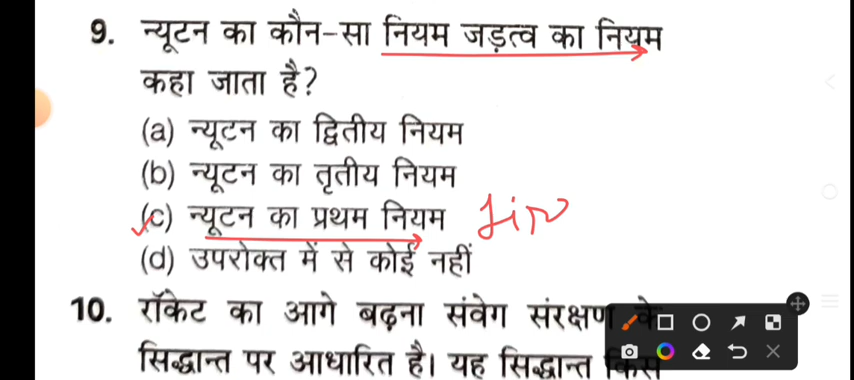 9. न्यूटन का कौन-सा नियम जड़त्व का नियम
कहा जाता है?
(a) न्यूटन का द्वितीय नियम
(b) न्यूटन का तृतीय नियम
(c) न्यूटन का प्रथम नियम
(d) उपरोक्त में से कोई नहीं
10. रॉकेट का आगे बढ़ना संवेग संरक्षण के
सिद्धान्त पर आधारित है। यह सिद्धान्त किस